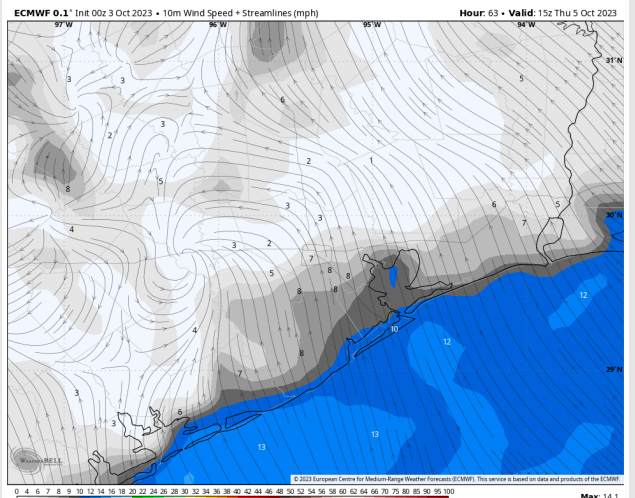 ECMWF 0.1° Init 00z 3 Oct 2023 • 10m Wind Speed + Streamlines (mph) Hour: 63 • Valid: 15z Thu 5 Oct 2023
97°W 96°W 95°W 94°W
31°N
3 3 5
6
3
2
2 1
5
8
3 6 5
3 7
30°N
4
3 2
7
5 8 8
8 8
12
4 10
12
8
29°N
7
3
6
3
13
13
WeatherBELL
© 2023 European Centre for Medium-Range Weather Forecasts (ECMWF). This service is based on data and products of the ECMWF.
0 4 5 6 7 8 9 10 12 14 16 18 20 22 24 26 28 30 32 34 36 38 40 42 44 46 48 50 52 54 56 58 60 65 70 75 80 85 90 95 100
Max: 14.1